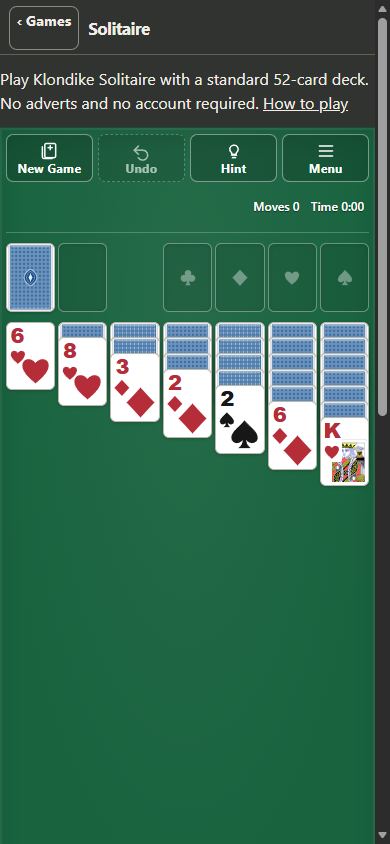 ‹ Games
Solitaire
Play Klondike Solitaire with a standard 52-card deck.
No adverts and no account required. How to play
New Game
Undo
Hint
Menu
Moves 0 Time 0:00
6
8
3
2
2
6
K